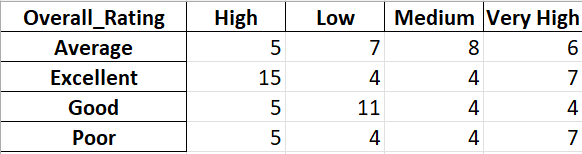 Overall_Rating High Low Medium Very High
Average 5 7 8 6
Excellent 15 4 4 7
Good 5 11 4 4
Poor 5 4 4 7